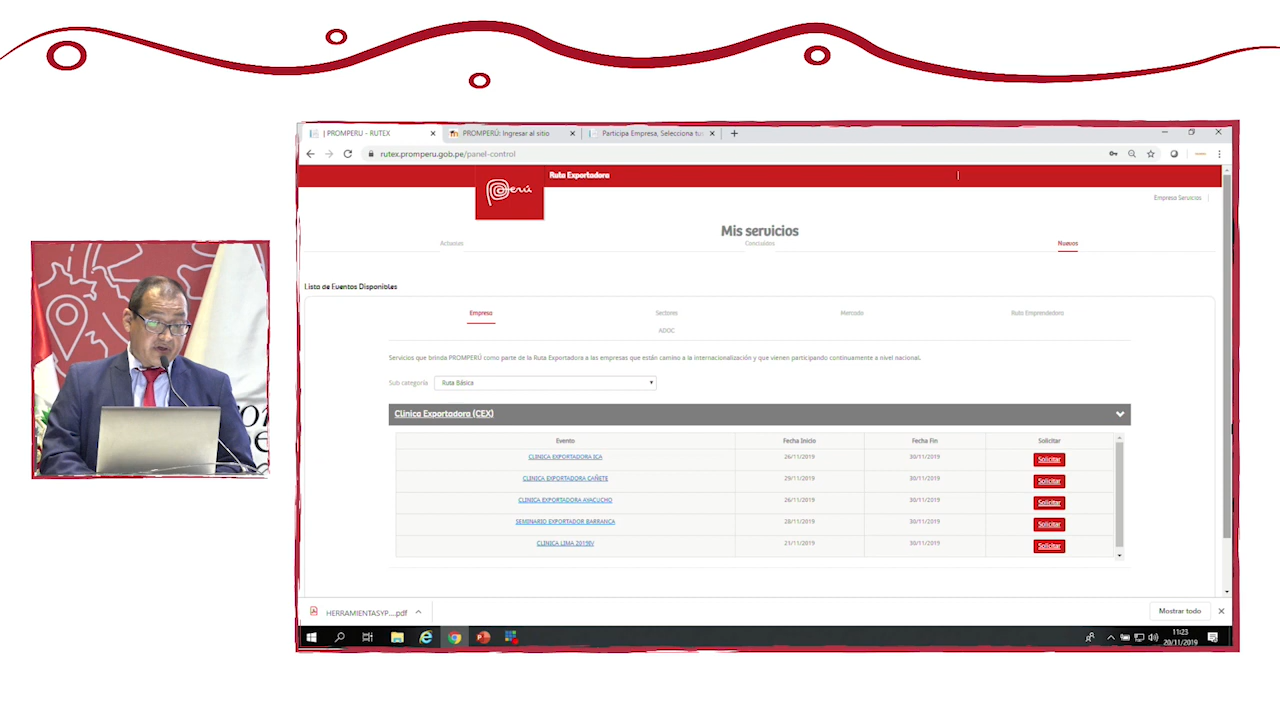 | PROMPERU - RUTEX
PROMPERÚ: Ingresar al sitio
Participa Empresa, Selecciona tus
rutex.promperu.gob.pe/panel-control
Perú
Ruta Exportadora
Empresa Servicios
Mis servicios
Actuales
Concluidos
Nuevos
Lista de Eventos Disponibles
Empresa
Sectores
Mercado
Ruta Emprendedora
ADOC
Servicios que brinda PROMPERÚ como parte de la Ruta Exportadora a las empresas que están camino a la internacionalización y que vienen participando continuamente a nivel nacional.
Sub categoría
Ruta Básica
Clínica Exportadora (CEX)
Evento Fecha Inicio Fecha Fin Solicitar
CLINICA EXPORTADORA ICA 26/11/2019 30/11/2019 Solicitar
CLINICA EXPORTADORA CAÑETE 29/11/2019 30/11/2019 Solicitar
CLINICA EXPORTADORA AYACUCHO 26/11/2019 30/11/2019 Solicitar
SEMINARIO EXPORTADOR BARRANCA 28/11/2019 30/11/2019 Solicitar
CLINICA LIMA 2019IV 21/11/2019 30/11/2019 Solicitar
HERRAMIENTASYP....pdf
Mostrar todo
11:23
20/11/2019